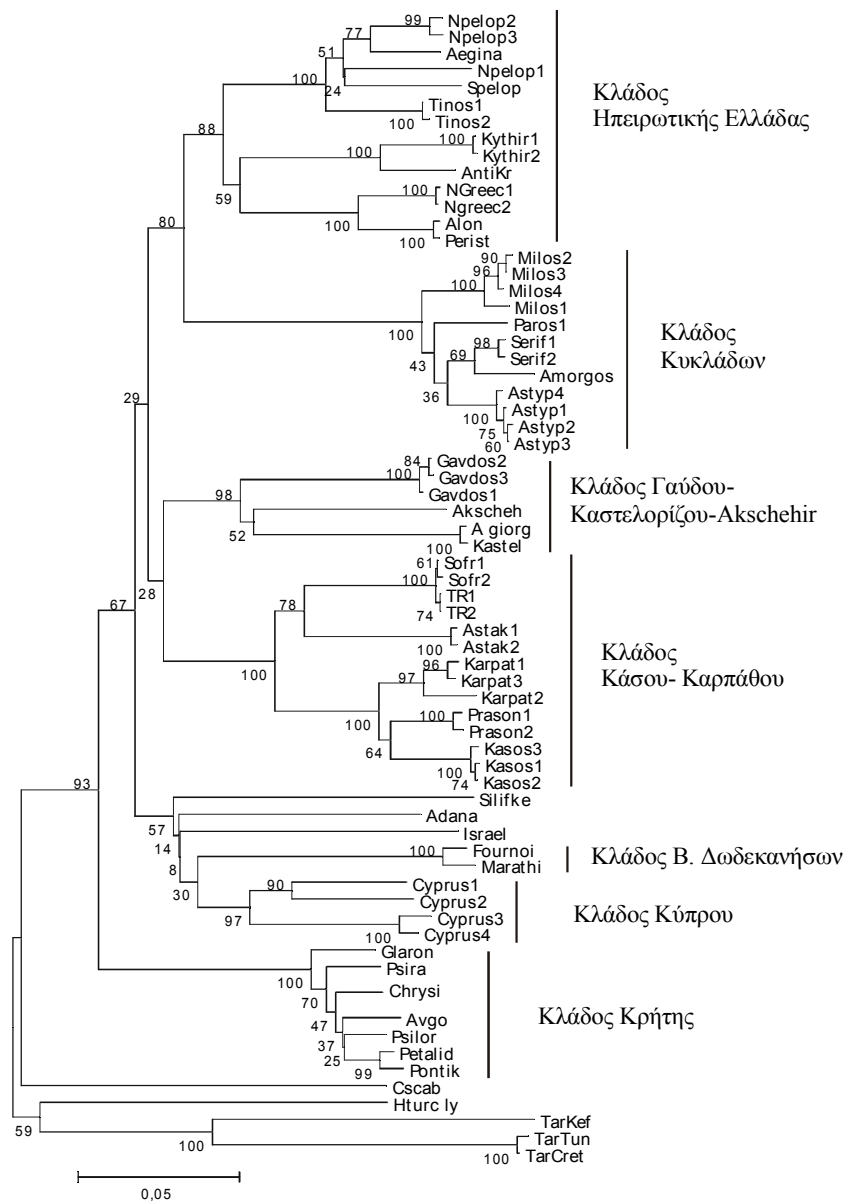 99
Npelop2
Npelop3
77
Aegina
51
Npelop1
24
Spelop
100
Tinos1
100
Tinos2
88
Κλάδος
Ηπειρωτικής Ελλάδας
100
Kythir1
Kythir2
100
AntiKr
59
100
NGreec1
Ngreec2
100
Alon
100
Perist
80
90
Milos2
96
Milos3
Milos4
100
Milos1
100
Paros1
43
98
Serif1
Serif2
69
Amorgos
36
Astyp4
100
Astyp1
75
Astyp2
60
Astyp3
Κλάδος
Κυκλάδων
29
84
Gavdos2
Gavdos3
100
Gavdos1
98
Akscheh
52
A giorg
100
Kastel
Κλάδος Γαύδου-
Καστελορίζου-Akschehir
28
61
Sofr1
Sofr2
100
TR1
74
TR2
78
Astak1
100
Astak2
100
96
Karpat1
Karpat3
97
Karpat2
100
100
Prason1
Prason2
64
Kasos3
100
Kasos1
74
Kasos2
Κλάδος
Κάσου- Καρπάθου
67
93
57
Silifke
14
Adana
8
Israel
30
100
Fournoi
Marathi
Κλάδος Β. Δωδεκανήσων
90
Cyprus1
Cyprus2
97
Cyprus3
100
Cyprus4
Κλάδος Κύπρου
100
Glaron
70
Psira
47
Chrysi
37
Avgo
25
Psilor
99
Petalid
Pontik
Κλάδος Κρήτης
Cscab
59
Hturc ly
100
TarKef
TarTun
100
TarCret
0,05